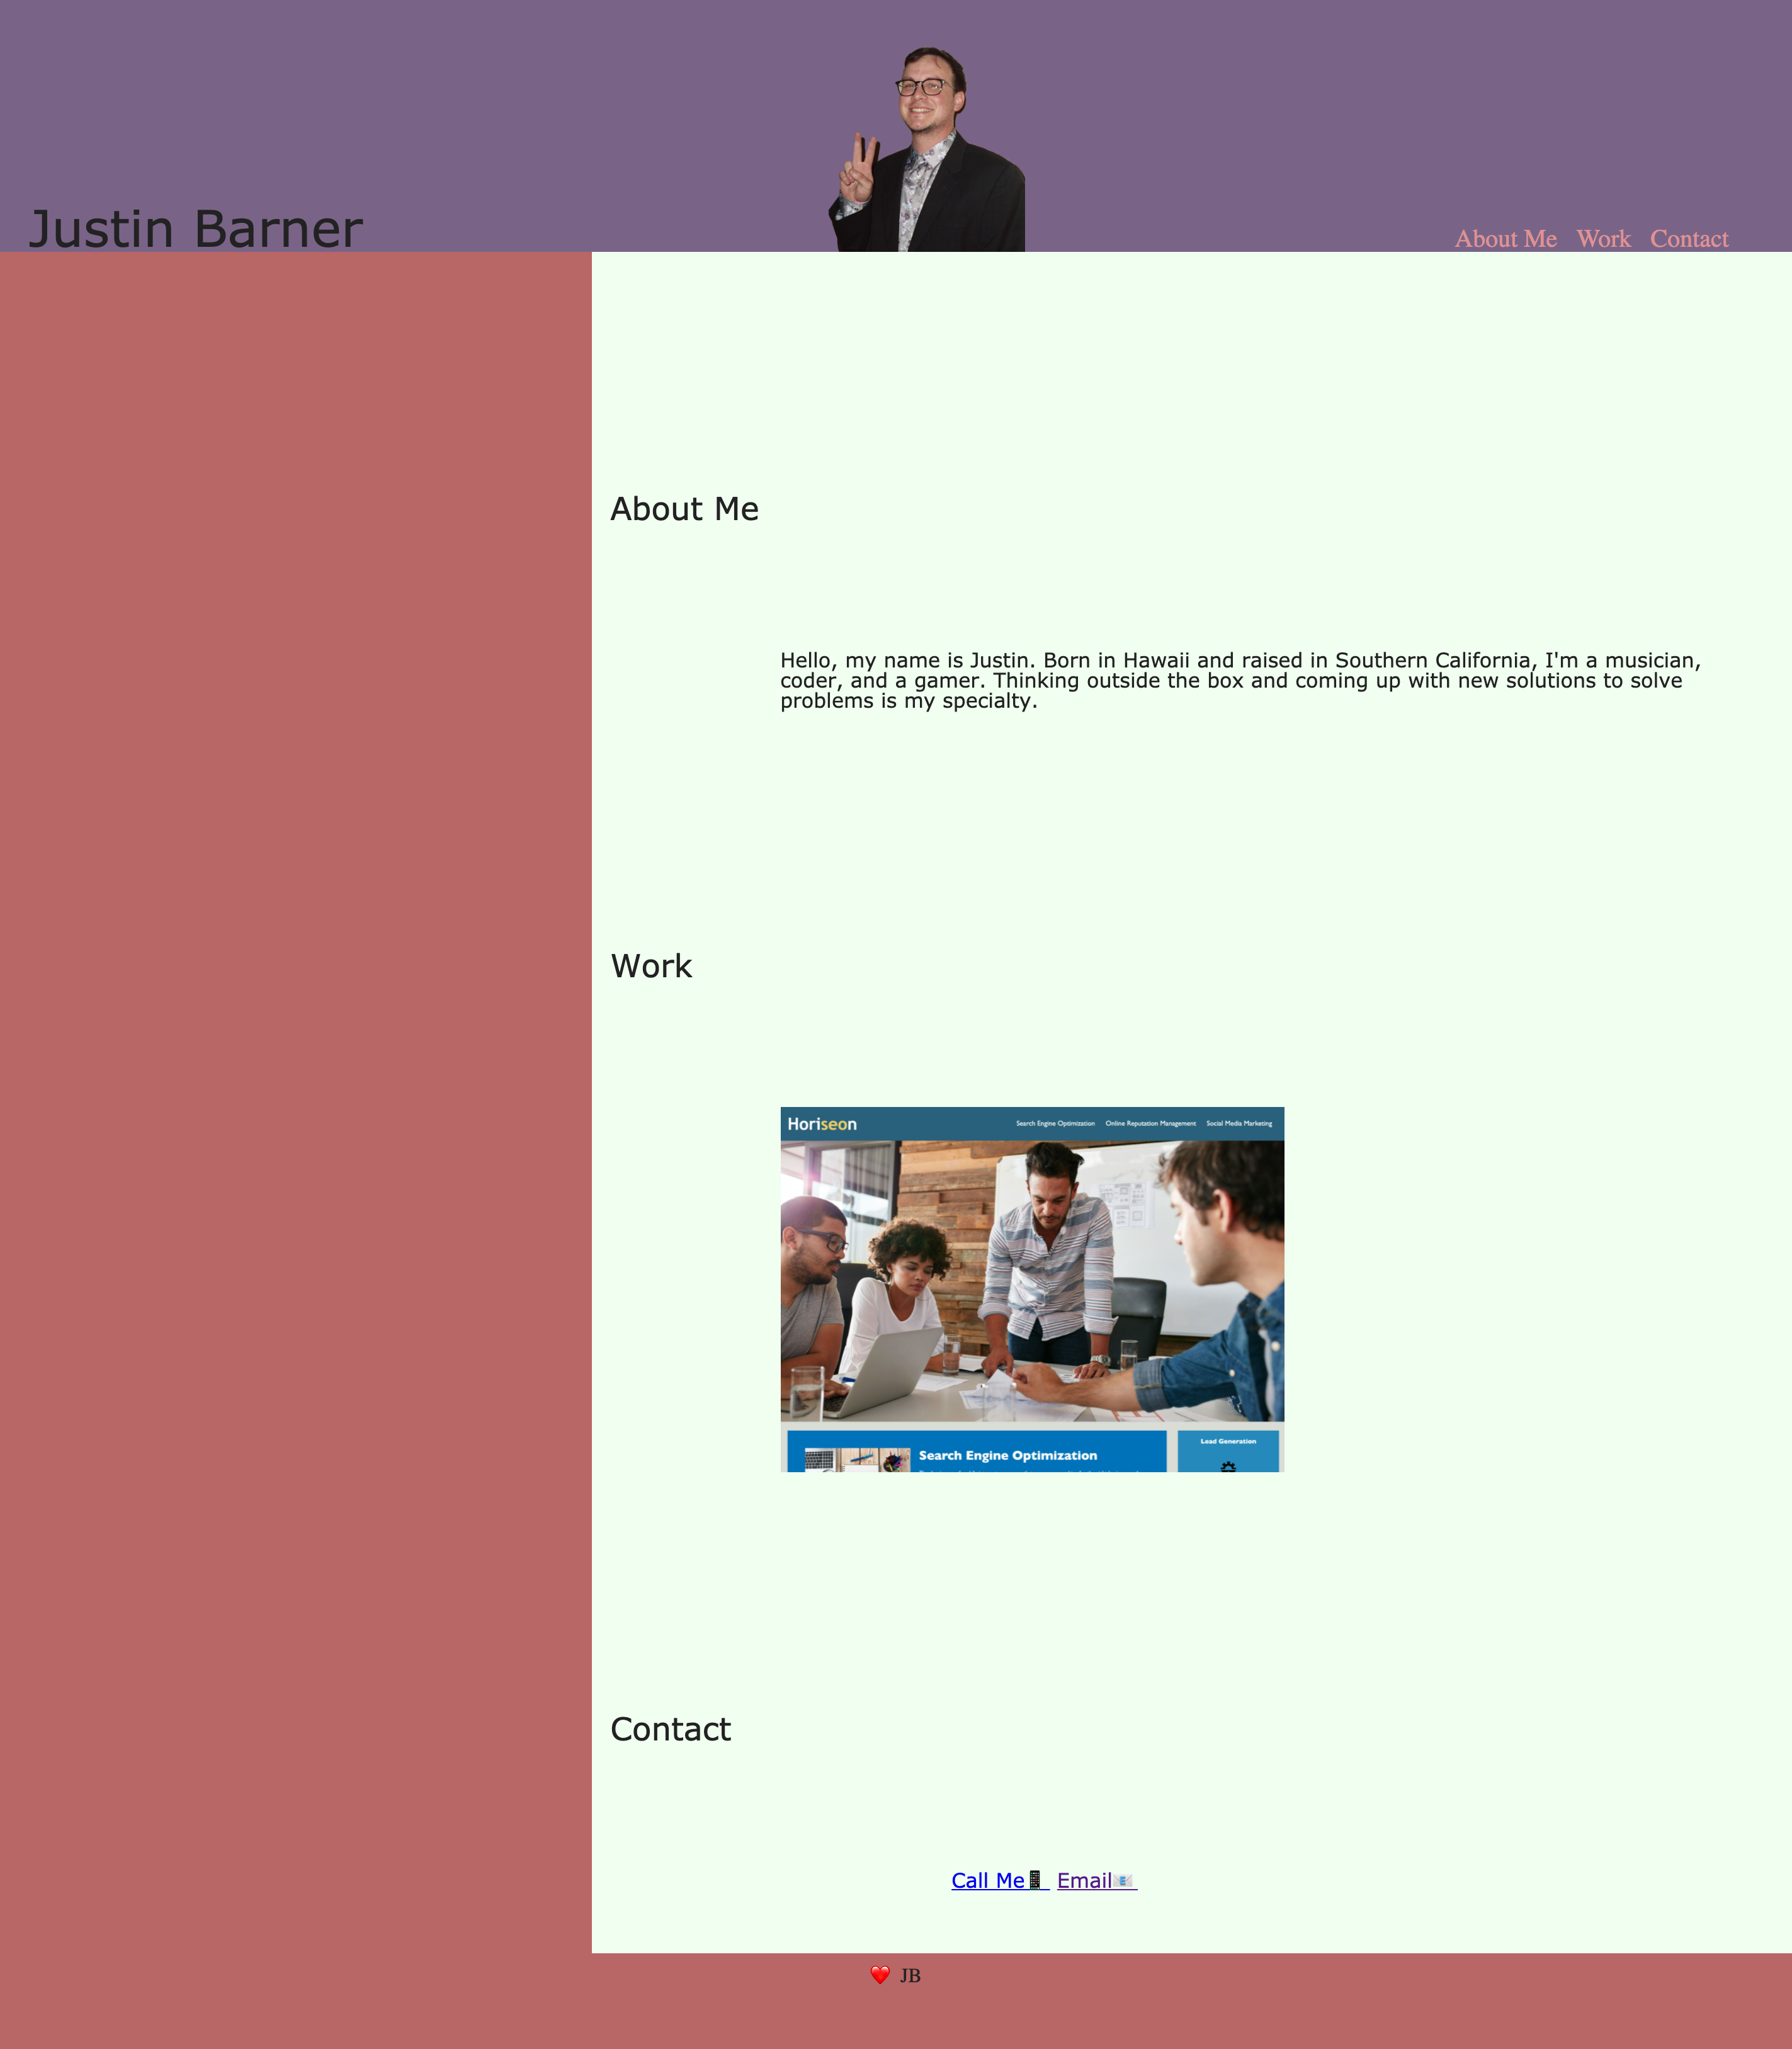 Justin Barner
About Me Work Contact
About Me
Hello, my name is Justin. Born in Hawaii and raised in Southern California, I'm a musician,
coder, and a gamer. Thinking outside the box and coming up with new solutions to solve
problems is my specialty.
Work
Horiseon
Search Engine Optimization Online Reputation Management Social Media Marketing
Search Engine Optimization
Lead Generation
Contact
Call Me📱 Email📧
❤️ JB